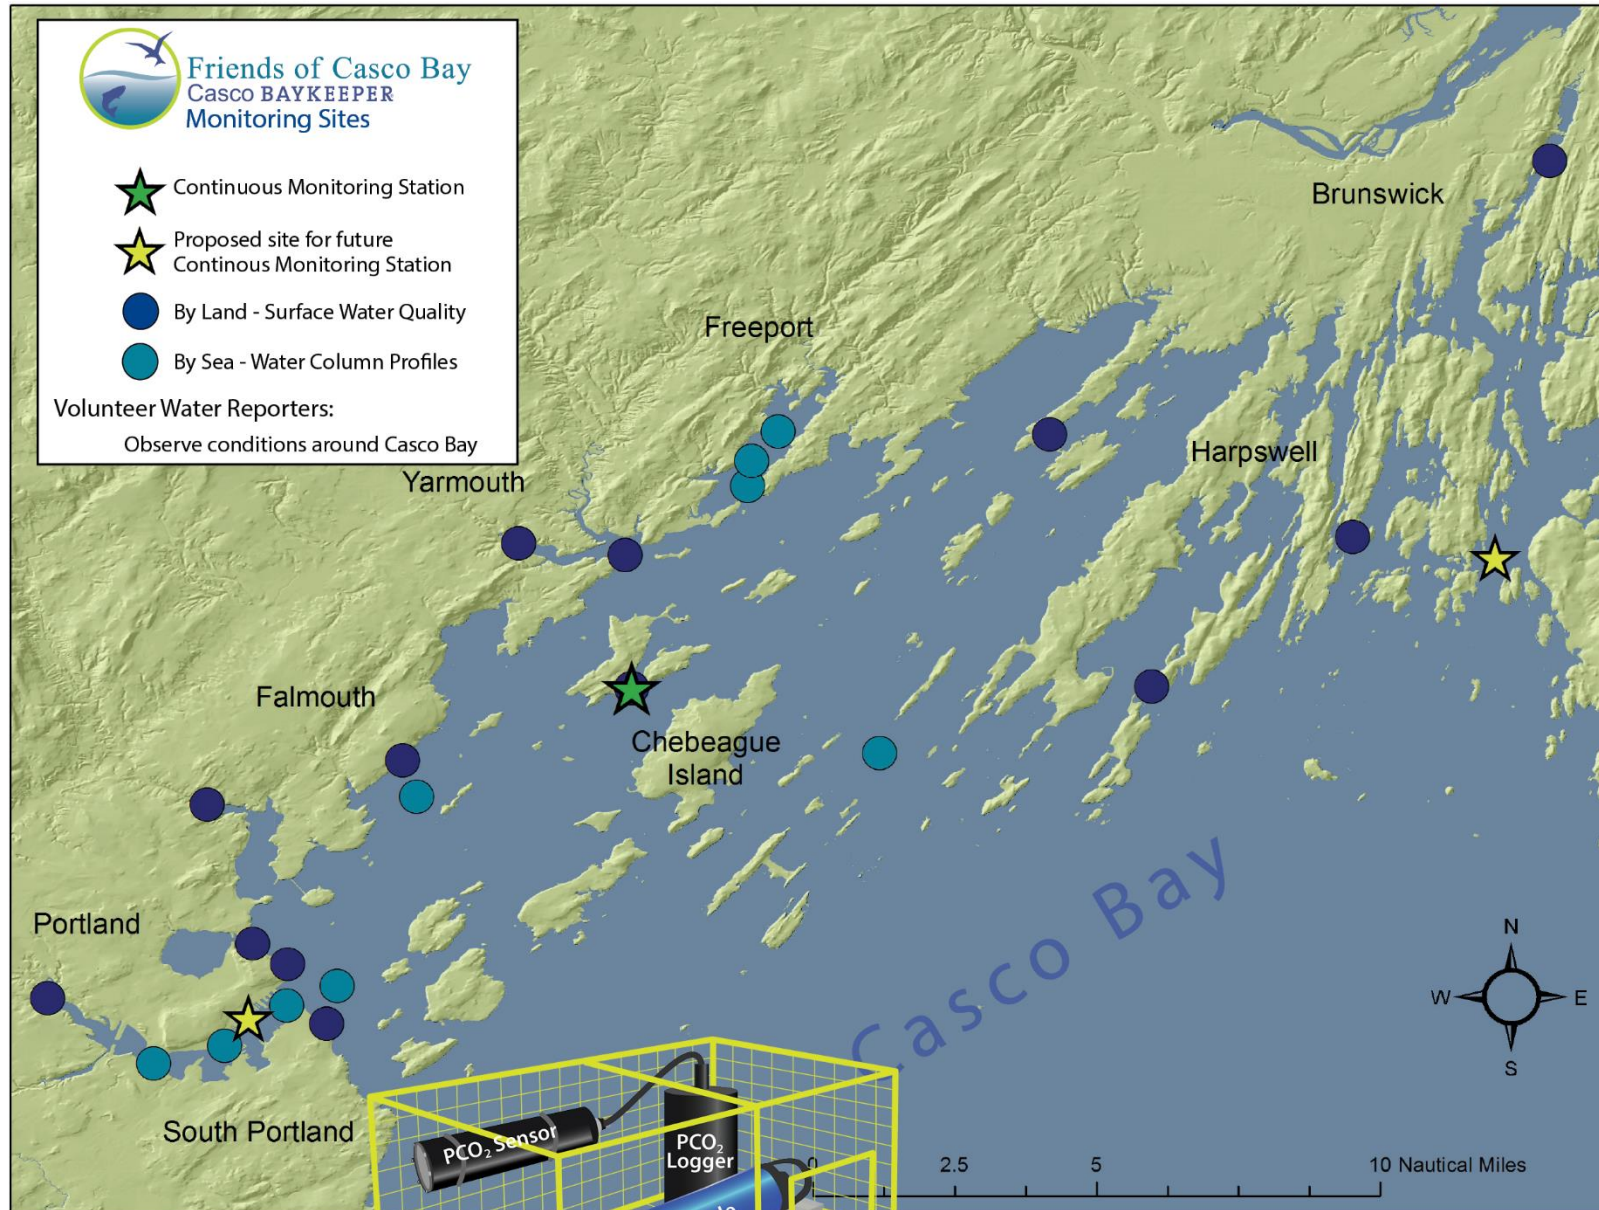 Friends of Casco Bay
Casco BAYKEEPER
Monitoring Sites
Continuous Monitoring Station
Proposed site for future
Continous Monitoring Station
By Land - Surface Water Quality
By Sea - Water Column Profiles
Volunteer Water Reporters:
Observe conditions around Casco Bay
Brunswick
Freeport
Harpswell
Yarmouth
Falmouth
Chebeague
Island
Portland
Casco Bay
N
W E
S
South Portland
PCO₂ Sensor
PCO₂
Logger
0 2.5 5 10 Nautical Miles